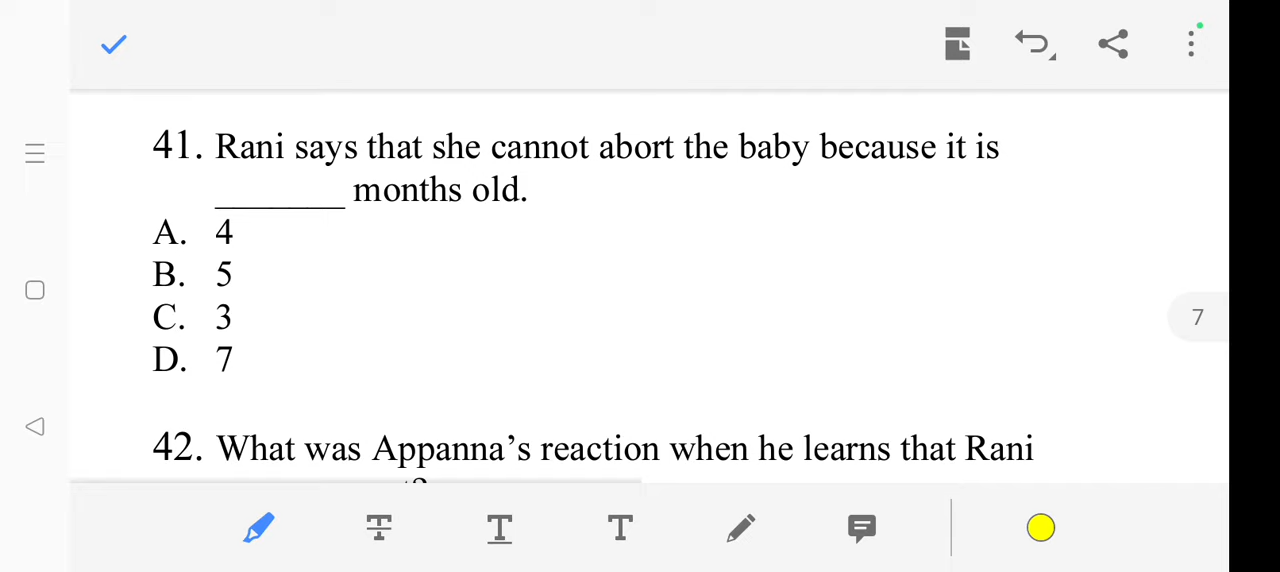 41. Rani says that she cannot abort the baby because it is
_______ months old.
A. 4
B. 5
C. 3
D. 7
7
42. What was Appanna’s reaction when he learns that Rani
T T T